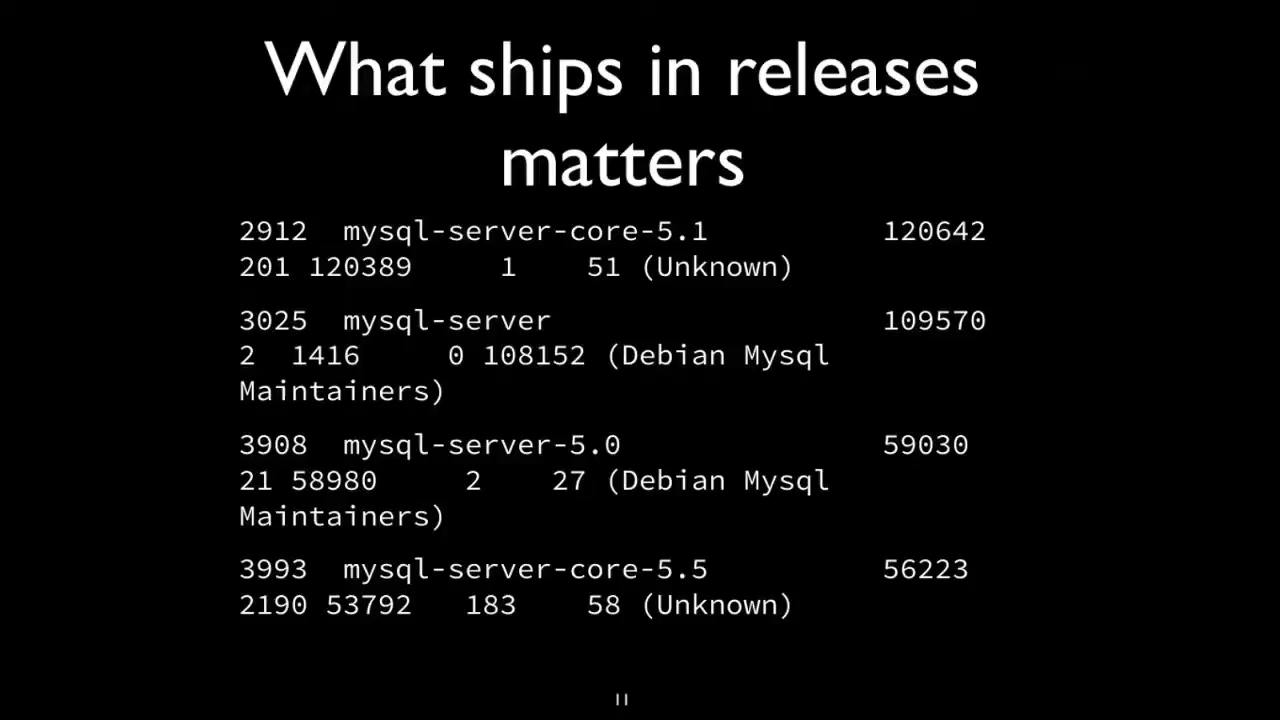 What ships in releases
matters
2912  mysql-server-core-5.1          120642
201 120389     1    51 (Unknown)
3025  mysql-server                   109570
2  1416     0 108152 (Debian Mysql
Maintainers)
3908  mysql-server-5.0               59030
21 58980     2    27 (Debian Mysql
Maintainers)
3993  mysql-server-core-5.5          56223
2190 53792   183    58 (Unknown)
11